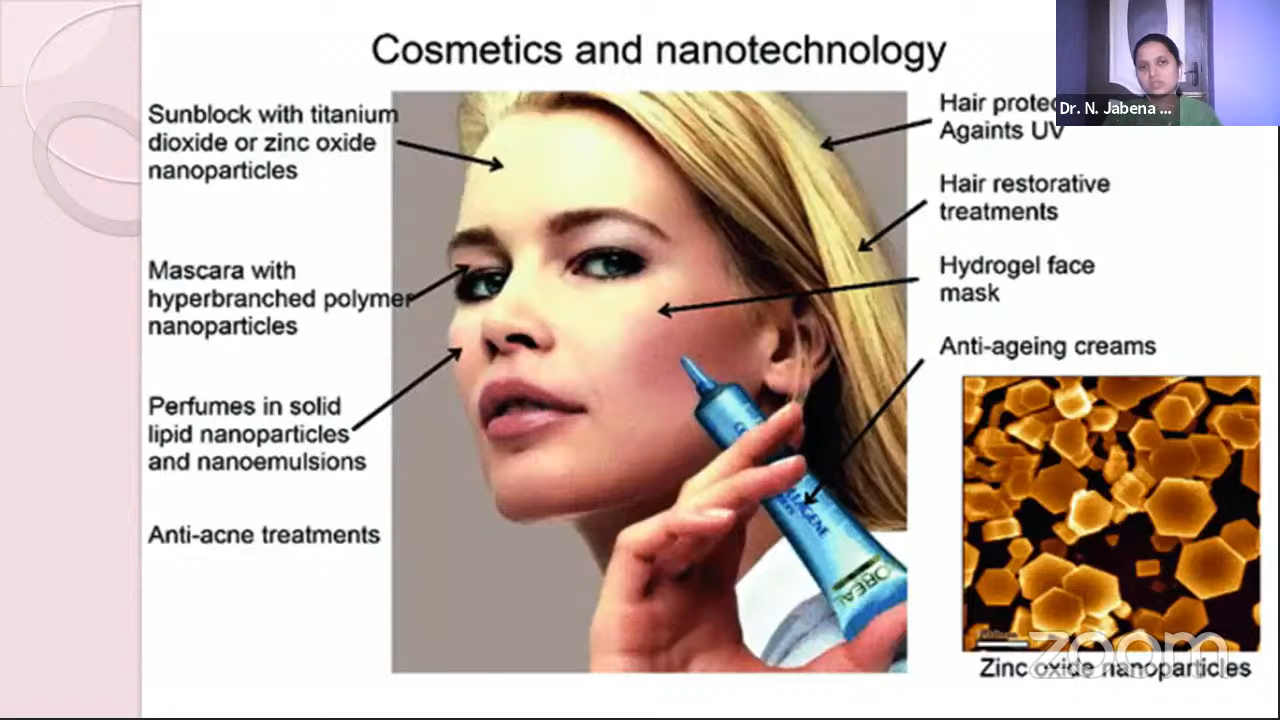 Cosmetics and nanotechnology
Sunblock with titanium
dioxide or zinc oxide
nanoparticles
Mascara with
hyperbranched polymer
nanoparticles
Perfumes in solid
lipid nanoparticles
and nanoemulsions
Anti-acne treatments
Dr. N. Jabena ...
Hair
Againts UV
Hair restorative
treatments
Hydrogel face
mask
Anti-ageing creams
zoom
Zinc oxide nanoparticles